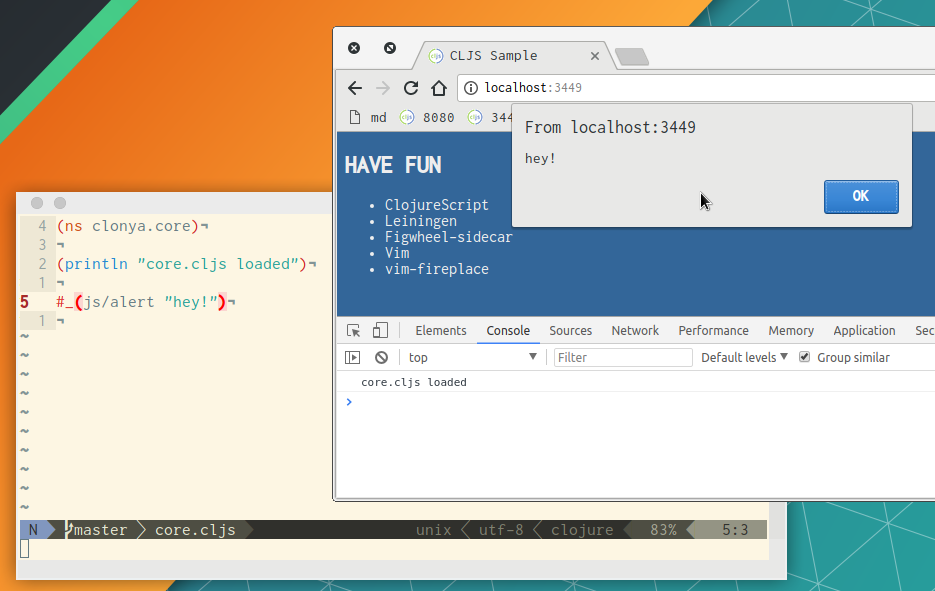 CLJS Sample
localhost:3449
md 8080 344
From localhost:3449
hey!
OK
HAVE FUN
• ClojureScript
• Leiningen
• Figwheel-sidecar
• Vim
• vim-fireplace
Elements Console Sources Network Performance Memory Application Sec
top Filter Default levels Group similar
core.cljs loaded
4 (ns clonya.core)¬
3 ¬
2 (println "core.cljs loaded")¬
1 ¬
5 #_(js/alert "hey!")¬
1 ¬
~
~
~
~
~
~
~
~
~
~
N master core.cljs unix utf-8 clojure 83% 5:3